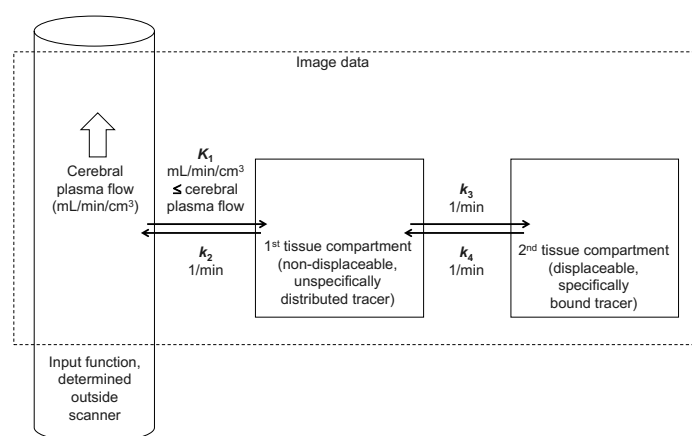 Image data
Cerebral
plasma flow
(mL/min/cm³)
K₁
mL/min/cm³
≤ cerebral
plasma flow
k₂
1/min
1ˢᵗ tissue compartment
(non-displaceable,
unspecifically
distributed tracer)
k₃
1/min
k₄
1/min
2ⁿᵈ tissue compartment
(displaceable,
specifically
bound tracer)
Input function,
determined
outside
scanner